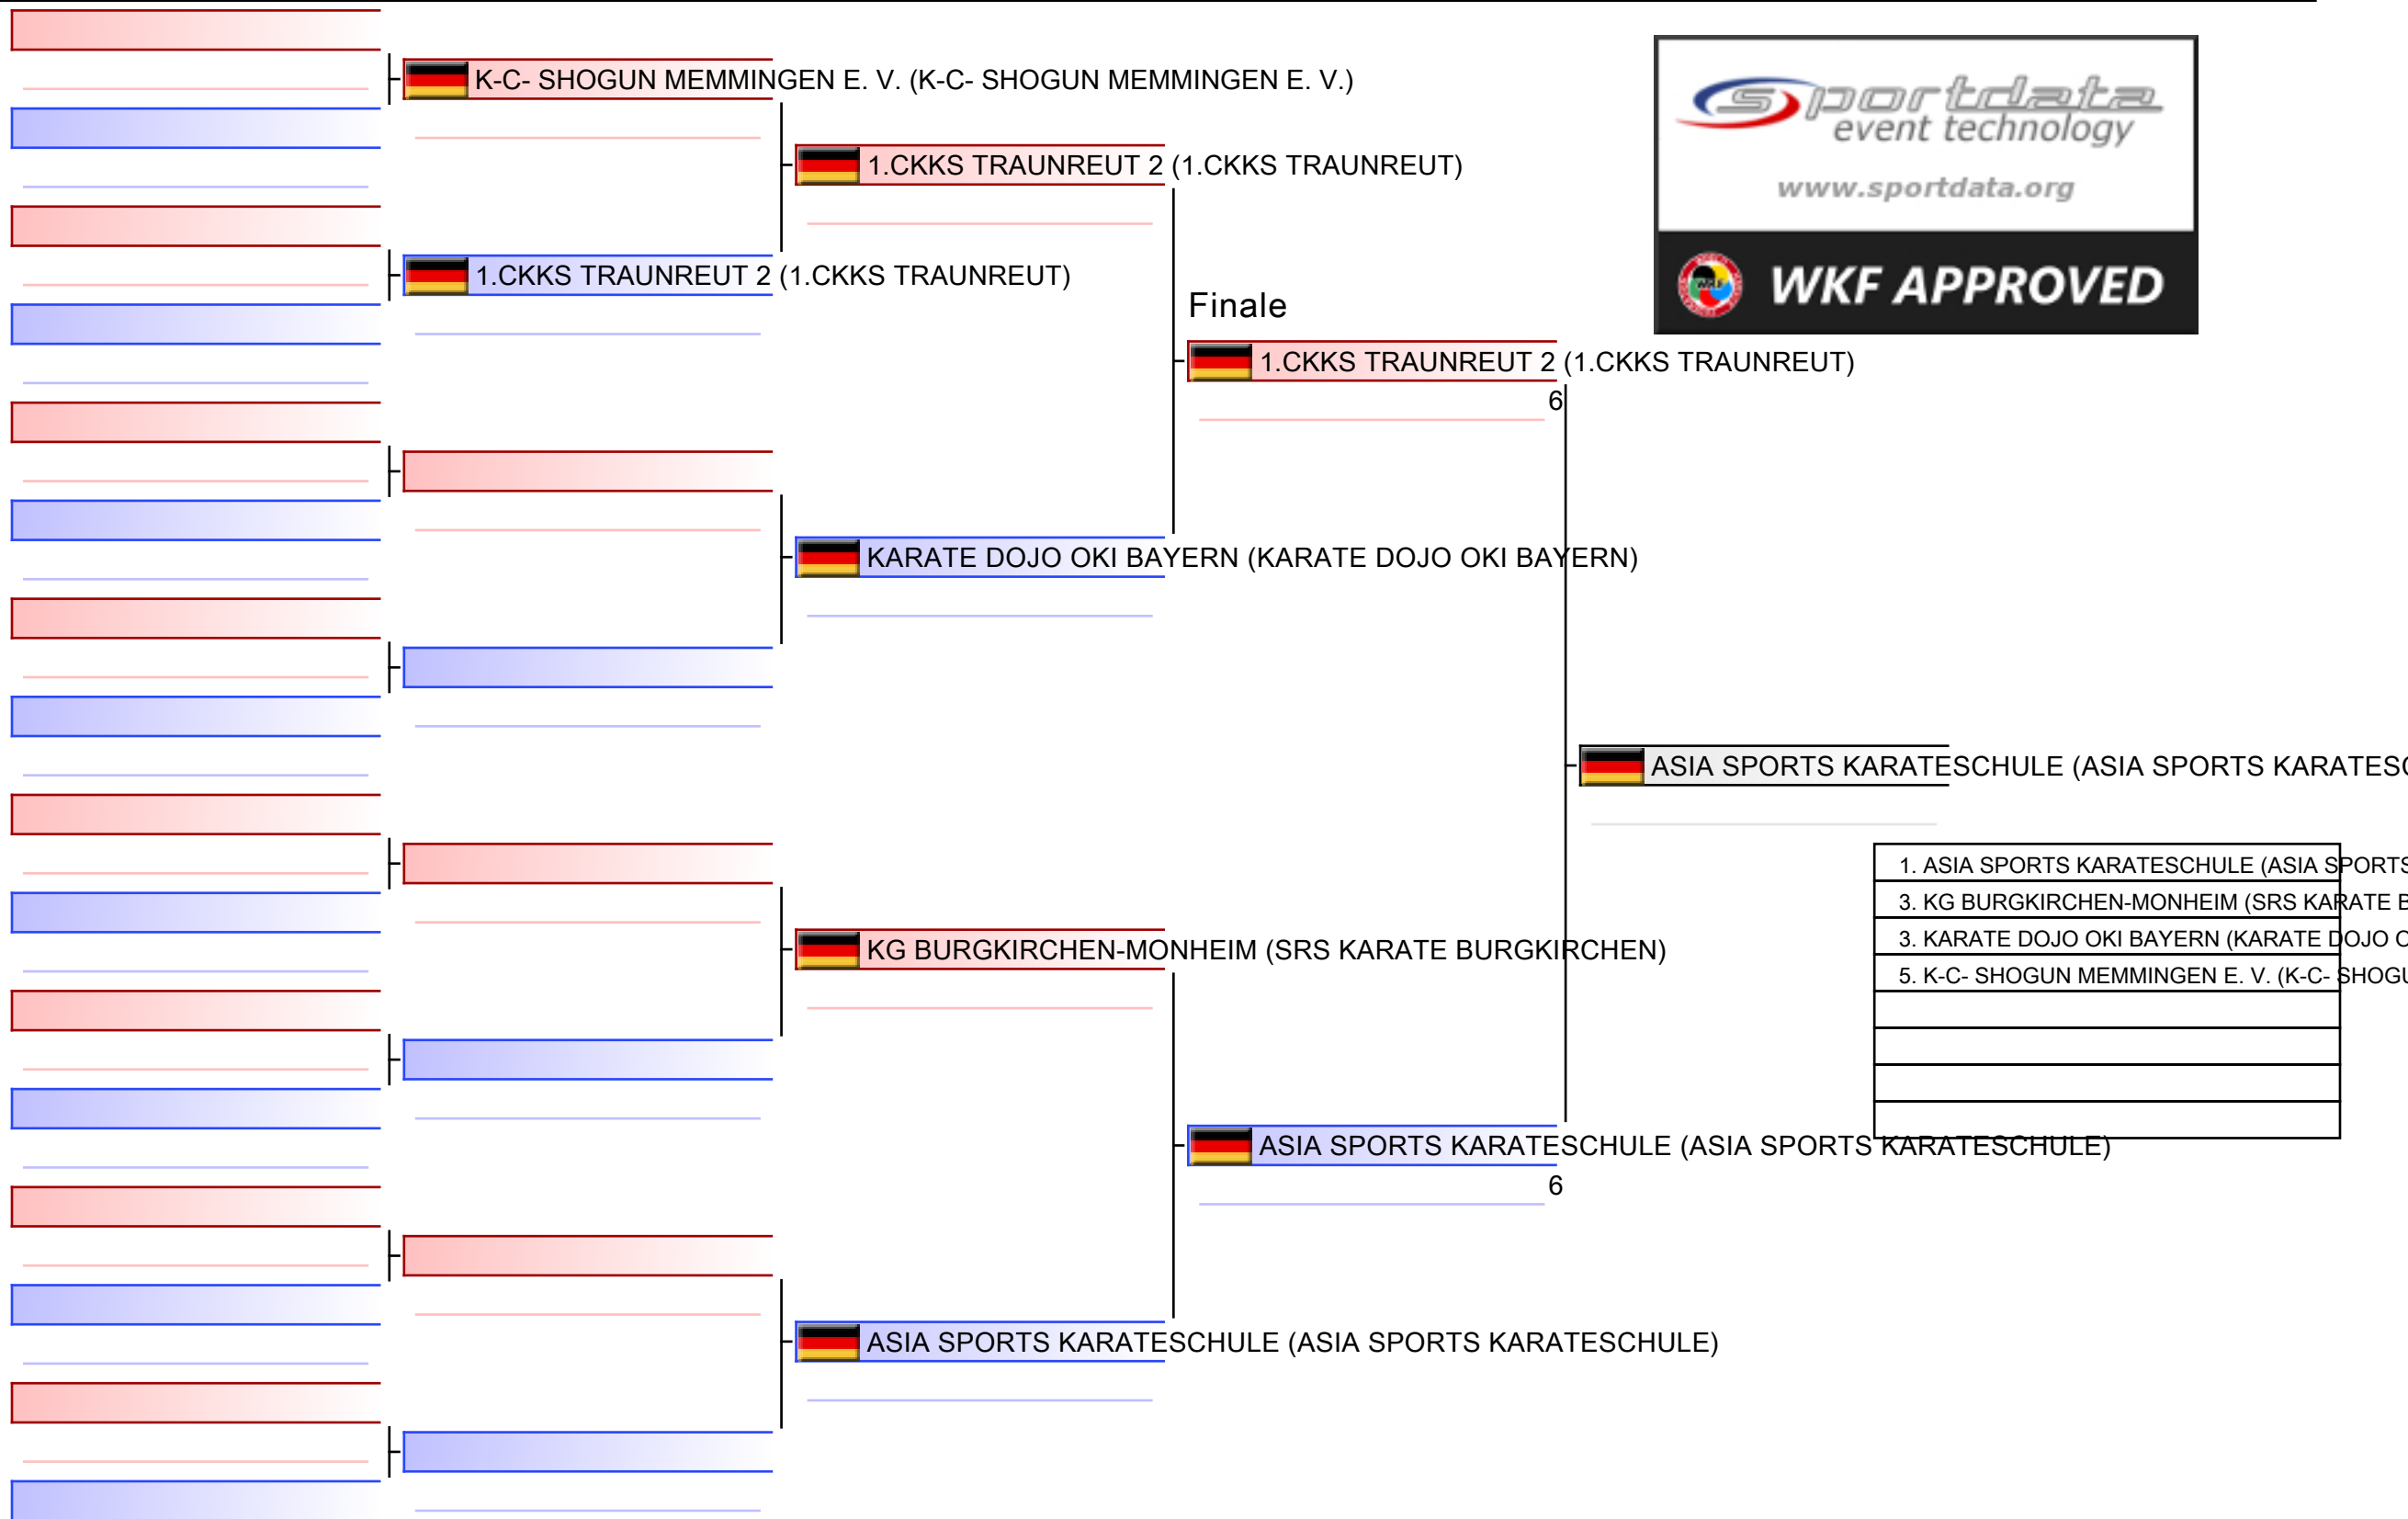 K-C- SHOGUN MEMMINGEN E. V. (K-C- SHOGUN MEMMINGEN E. V.)
1.CKKS TRAUNREUT 2 (1.CKKS TRAUNREUT)
1.CKKS TRAUNREUT 2 (1.CKKS TRAUNREUT)
sportdata
event technology
www.sportdata.org
WKF APPROVED
Finale
1.CKKS TRAUNREUT 2 (1.CKKS TRAUNREUT)
6
KARATE DOJO OKI BAYERN (KARATE DOJO OKI BAYERN)
ASIA SPORTS KARATESCHULE (ASIA SPORTS KARATES
1. ASIA SPORTS KARATESCHULE (ASIA SPORTS
3. KG BURGKIRCHEN-MONHEIM (SRS KARATE B
3. KARATE DOJO OKI BAYERN (KARATE DOJO O
5. K-C- SHOGUN MEMMINGEN E. V. (K-C- SHOGU
KG BURGKIRCHEN-MONHEIM (SRS KARATE BURGKIRCHEN)
ASIA SPORTS KARATESCHULE (ASIA SPORTS KARATESCHULE)
6
ASIA SPORTS KARATESCHULE (ASIA SPORTS KARATESCHULE)